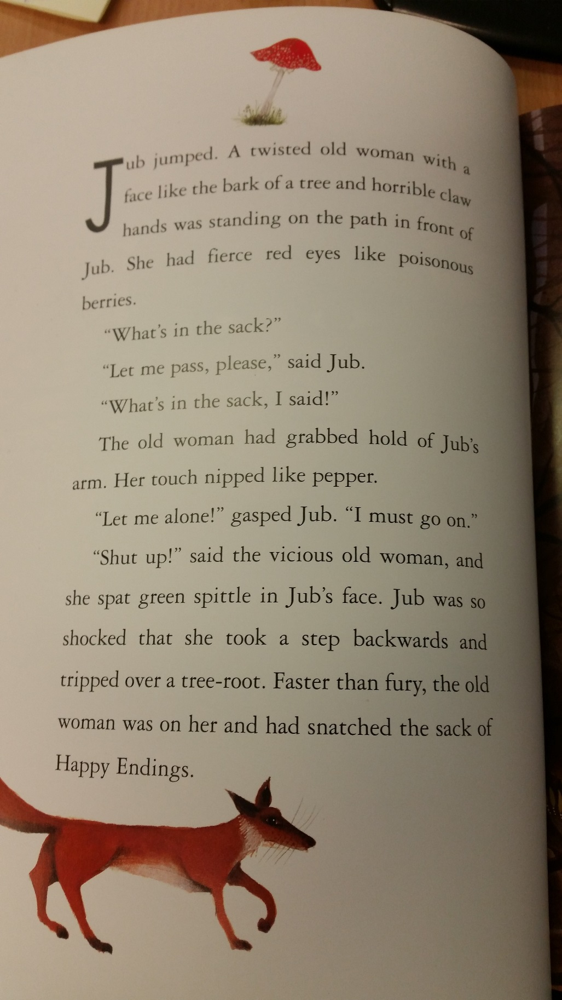 Jub jumped. A twisted old woman with a
face like the bark of a tree and horrible claw
hands was standing on the path in front of
Jub. She had fierce red eyes like poisonous
berries.
“What’s in the sack?”
“Let me pass, please,” said Jub.
“What’s in the sack, I said!”
The old woman had grabbed hold of Jub’s
arm. Her touch nipped like pepper.
“Let me alone!” gasped Jub. “I must go on.”
“Shut up!” said the vicious old woman, and
she spat green spittle in Jub’s face. Jub was so
shocked that she took a step backwards and
tripped over a tree-root. Faster than fury, the old
woman was on her and had snatched the sack of
Happy Endings.